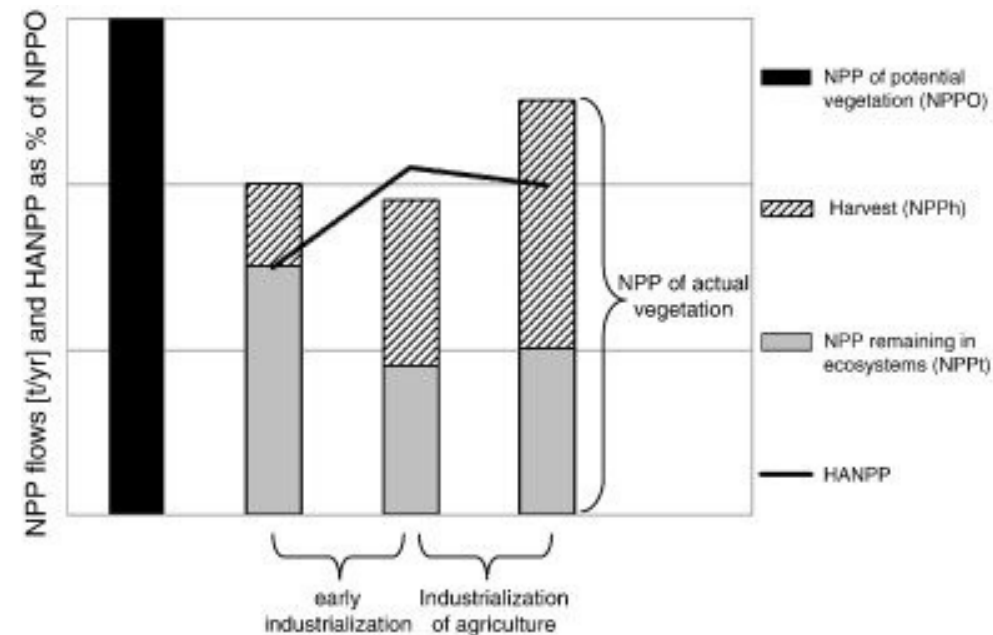 NPP flows [t/yr] and HANPP as % of NPPO
NPP of potential
vegetation (NPPO)
Harvest (NPPh)
NPP of actual
vegetation
NPP remaining in
ecosystems (NPPt)
HANPP
early
industrialization
Industrialization
of agriculture